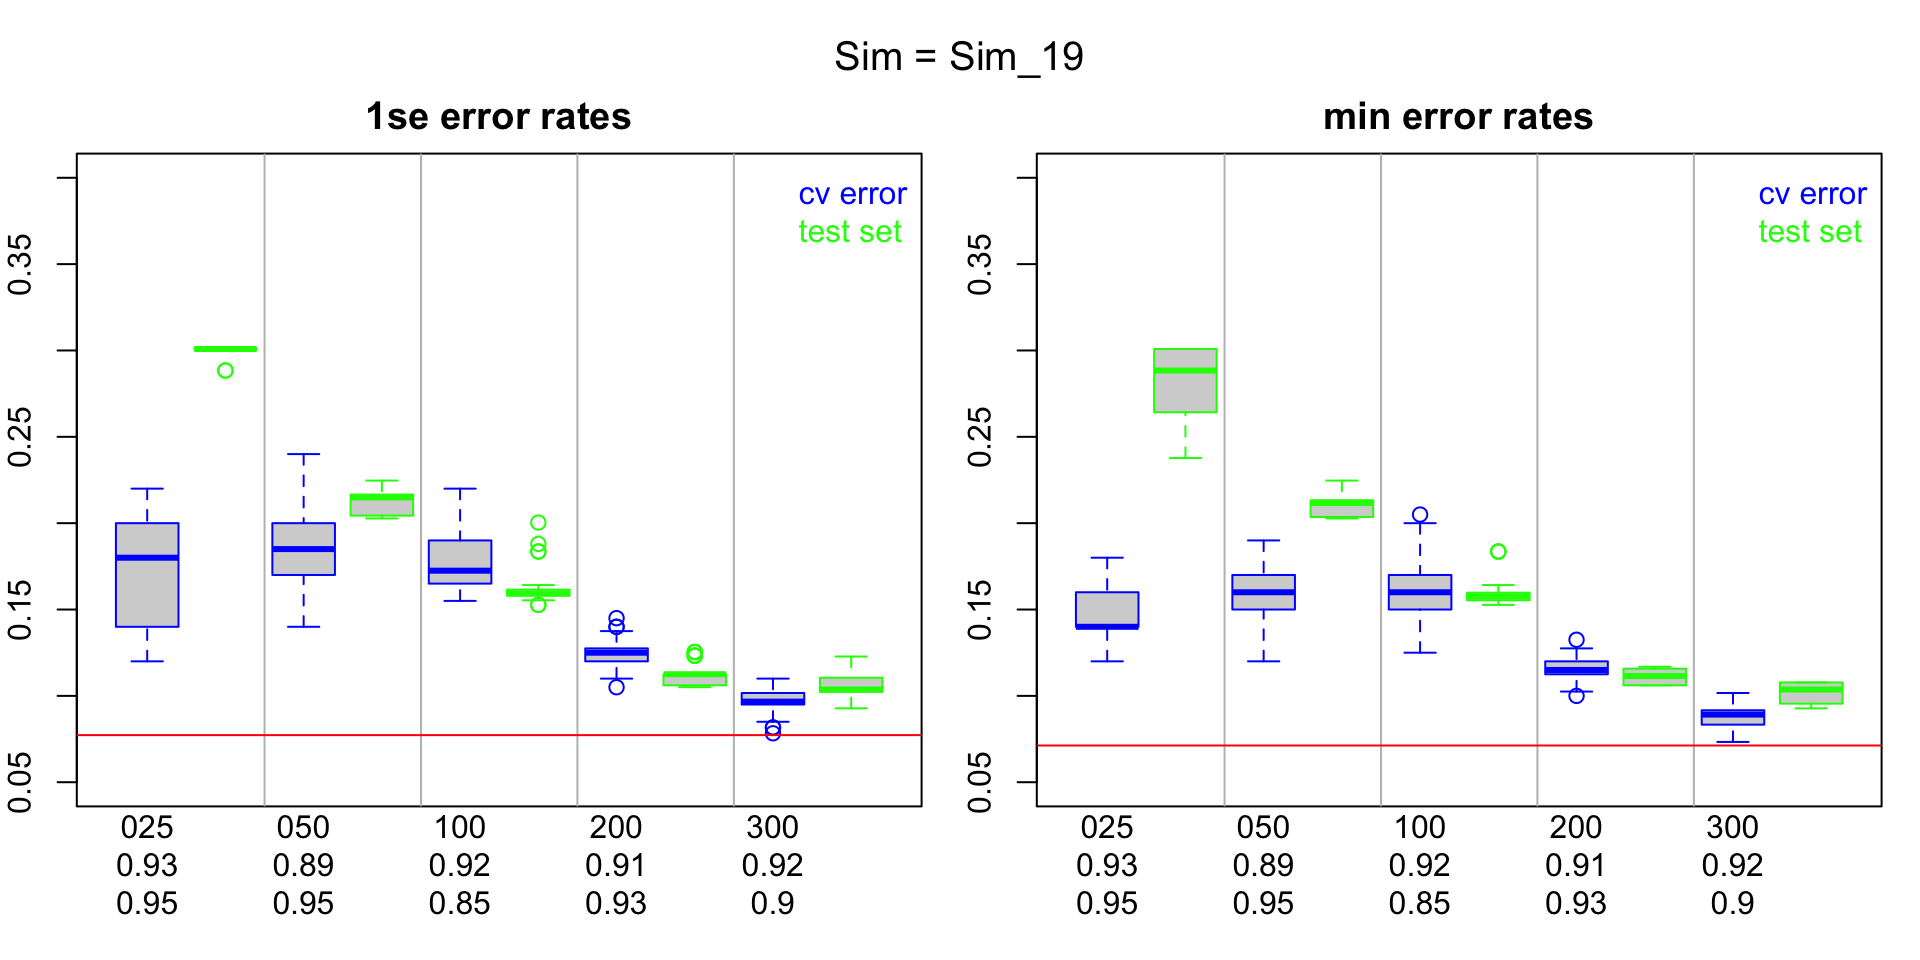 Sim = Sim_19
1se error rates
cv error
test set
0.35
0.25
0.15
0.05
025 050 100 200 300
0.93 0.89 0.92 0.91 0.92
0.95 0.95 0.85 0.93 0.9
min error rates
cv error
test set
0.35
0.25
0.15
0.05
025 050 100 200 300
0.93 0.89 0.92 0.91 0.92
0.95 0.95 0.85 0.93 0.9